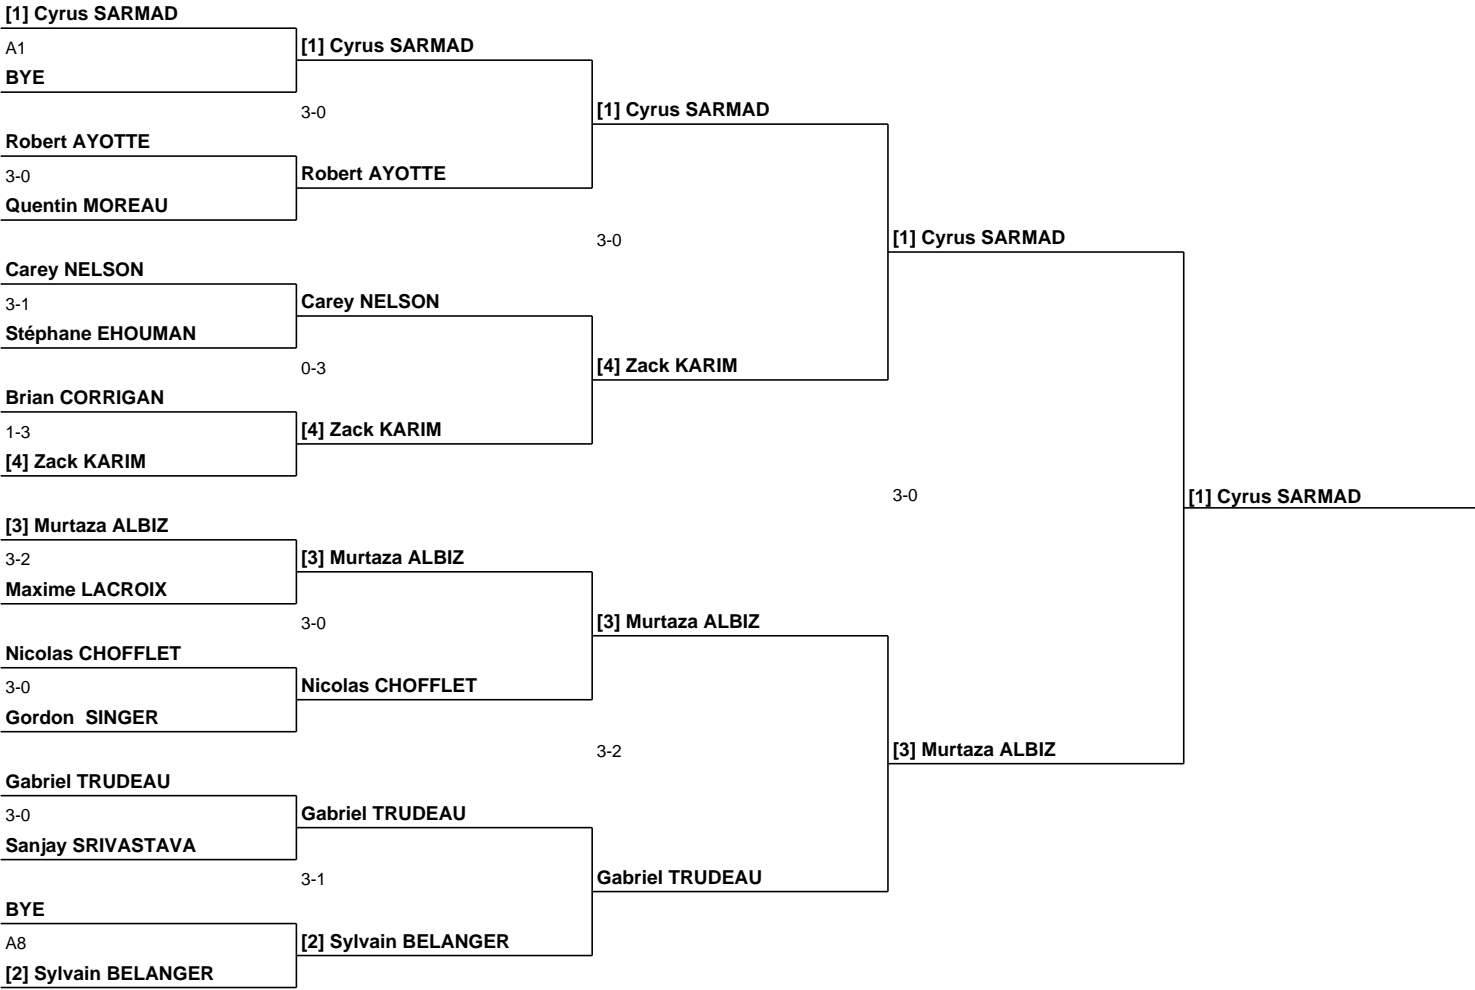 [1] Cyrus SARMAD
A1
[1] Cyrus SARMAD
BYE
3-0
[1] Cyrus SARMAD
Robert AYOTTE
3-0
Robert AYOTTE
Quentin MOREAU
3-0
[1] Cyrus SARMAD
Carey NELSON
3-1
Carey NELSON
Stéphane EHOUMAN
0-3
[4] Zack KARIM
Brian CORRIGAN
1-3
[4] Zack KARIM
[4] Zack KARIM
3-0
[1] Cyrus SARMAD
[3] Murtaza ALBIZ
3-2
[3] Murtaza ALBIZ
Maxime LACROIX
3-0
[3] Murtaza ALBIZ
Nicolas CHOFFLET
3-0
Nicolas CHOFFLET
Gordon  SINGER
3-2
[3] Murtaza ALBIZ
Gabriel TRUDEAU
3-0
Gabriel TRUDEAU
Sanjay SRIVASTAVA
3-1
Gabriel TRUDEAU
BYE
A8
[2] Sylvain BELANGER
[2] Sylvain BELANGER